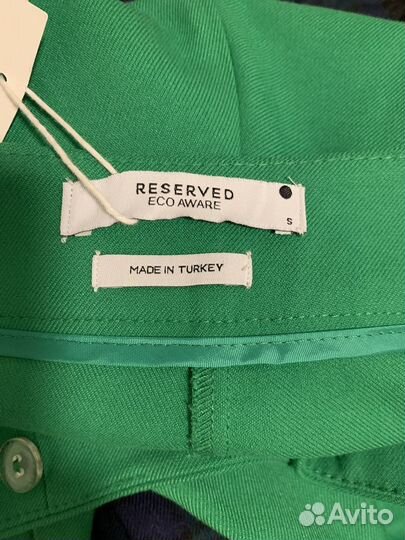 RESERVED
ECO AWARE
S
MADE IN TURKEY
Avito